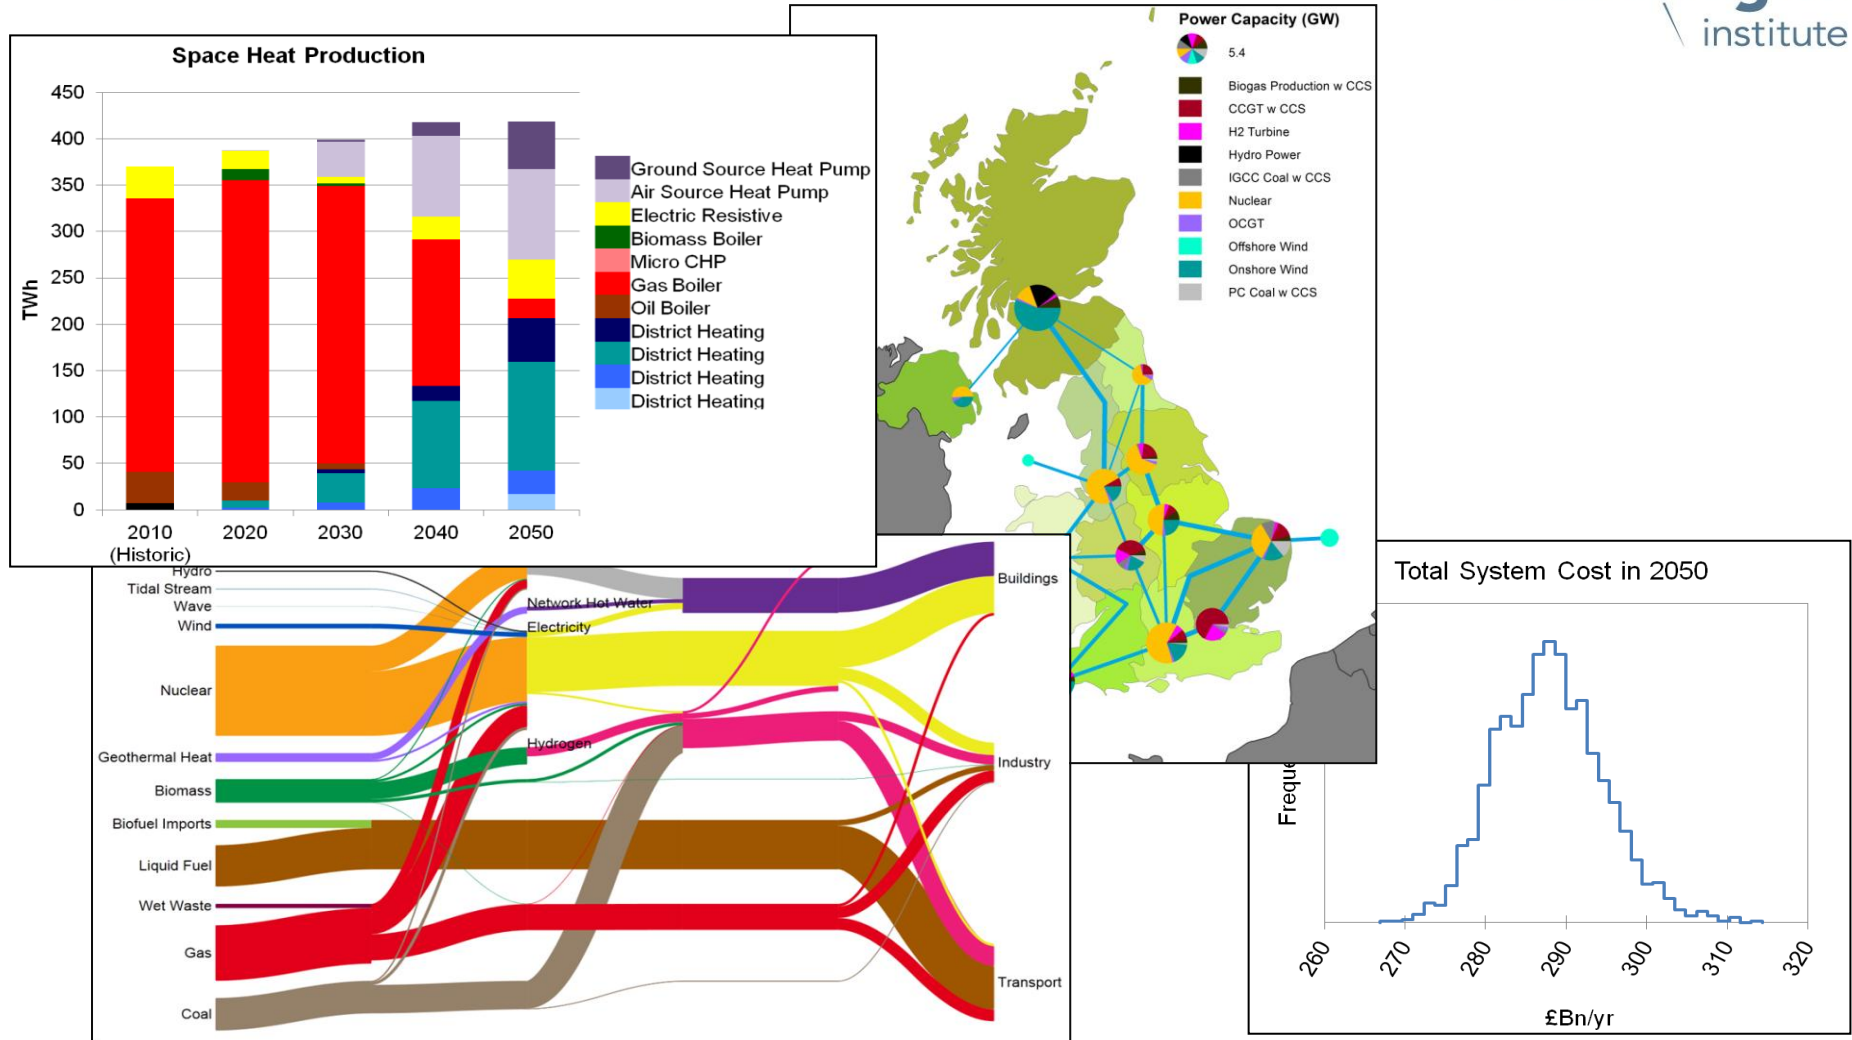 institute
Space Heat Production
450
400
350
300
250
200
150
100
50
0
TWh
2010
(Historic)
2020
2030
2040
2050
Ground Source Heat Pump
Air Source Heat Pump
Electric Resistive
Biomass Boiler
Micro CHP
Gas Boiler
Oil Boiler
District Heating
District Heating
District Heating
District Heating
Power Capacity (GW)
5.4
Biogas Production w CCS
CCGT w CCS
H2 Turbine
Hydro Power
IGCC Coal w CCS
Nuclear
OCGT
Offshore Wind
Onshore Wind
PC Coal w CCS
Hydro
Tidal Stream
Wave
Wind
Nuclear
Geothermal Heat
Biomass
Biofuel Imports
Liquid Fuel
Wet Waste
Gas
Coal
Network Hot Water
Electricity
Hydrogen
Buildings
Industry
Transport
Total System Cost in 2050
Freque
260
270
280
290
300
310
320
£Bn/yr